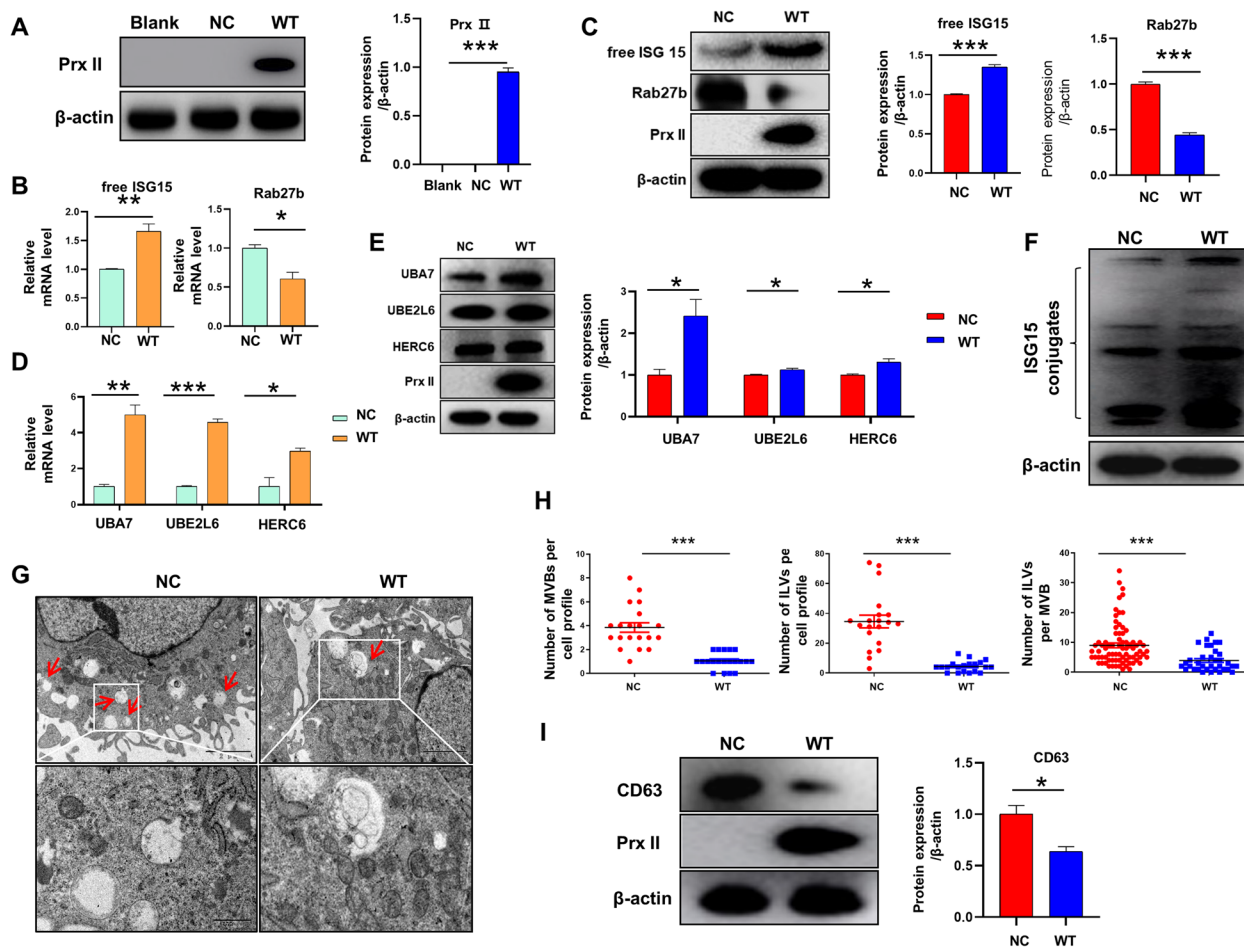 A
Blank NC WT
Prx II
β-actin
Prx II
***
Protein expression
/β-actin
1.5
1.0
0.5
0.0
Blank NC WT
B
free ISG15
**
Relative
mRNA level
2.0
1.5
1.0
0.5
0.0
NC WT
Rab27b
*
Relative
mRNA level
1.5
1.0
0.5
0.0
NC WT
C
NC WT
free ISG 15
Rab27b
Prx II
β-actin
free ISG15
***
Protein expression
/β-actin
1.5
1.0
0.5
0.0
NC WT
Rab27b
***
Protein expression
/β-actin
1.5
1.0
0.5
0.0
NC WT
D
** *** *
Relative
mRNA level
6
4
2
0
UBA7 UBE2L6 HERC6
NC
WT
E
NC WT
UBA7
UBE2L6
HERC6
Prx II
β-actin
* * *
Protein expression
/β-actin
3
2
1
0
UBA7 UBE2L6 HERC6
NC
WT
F
NC WT
ISG15
conjugates
β-actin
G
NC WT
H
***
Number of MVBs per
cell profile
10
8
6
4
2
0
NC WT
***
Number of ILVs pe
cell profile
80
60
40
20
0
NC WT
***
Number of ILVs
per MVB
40
30
20
10
0
NC WT
I
NC WT
CD63
Prx II
β-actin
CD63
*
Protein expression
/β-actin
1.5
1.0
0.5
0.0
NC WT